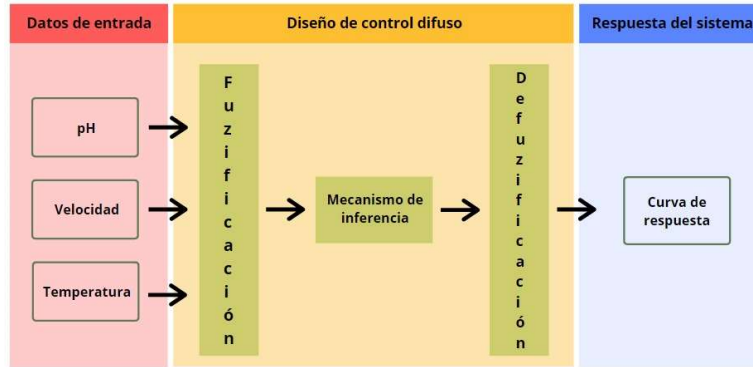 Datos de entrada
Diseño de control difuso
Respuesta del sistema
pH
Velocidad
Temperatura
Fuzificación
Mecanismo de
inferencia
Defuzificación
Curva de
respuesta